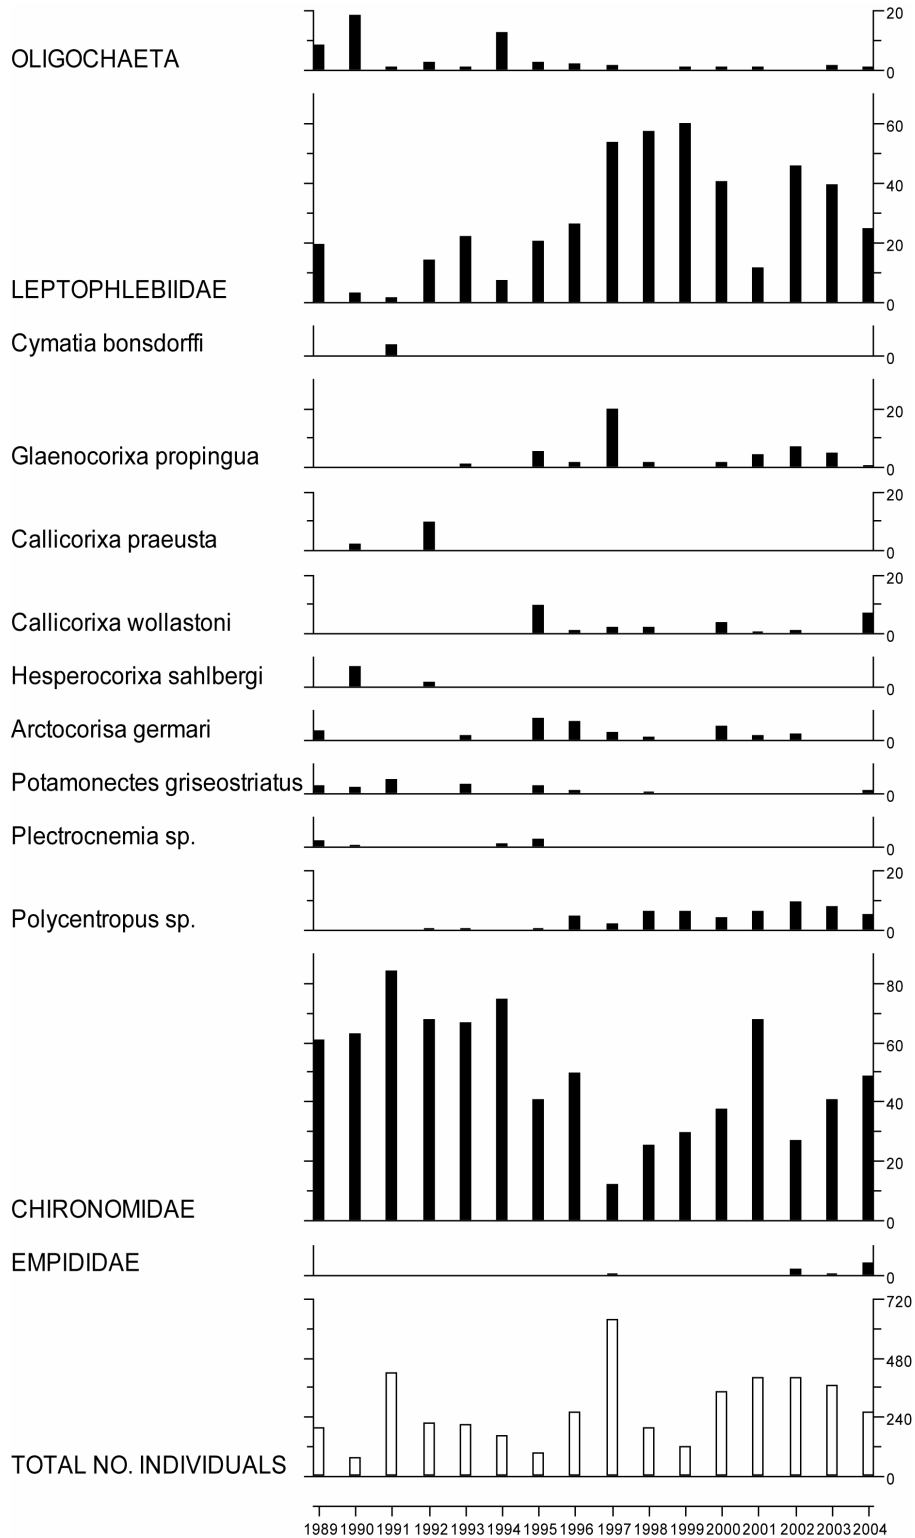 20
OLIGOCHAETA
0
60
40
20
LEPTOPHLEBIIDAE
0
Cymatia bonsdorffi
0
20
Glaenocorixa propingua
0
20
Callicorixa praeusta
0
20
Callicorixa wollastoni
0
Hesperocorixa sahlbergi
0
Arctocorisa germari
0
Potamonectes griseostriatus
0
Plectrocnemia sp.
0
20
Polycentropus sp.
0
80
60
40
20
CHIRONOMIDAE
0
EMPIDIDAE
0
720
480
240
TOTAL NO. INDIVIDUALS
0
1989 1990 1991 1992 1993 1994 1995 1996 1997 1998 1999 2000 2001 2002 2003 2004